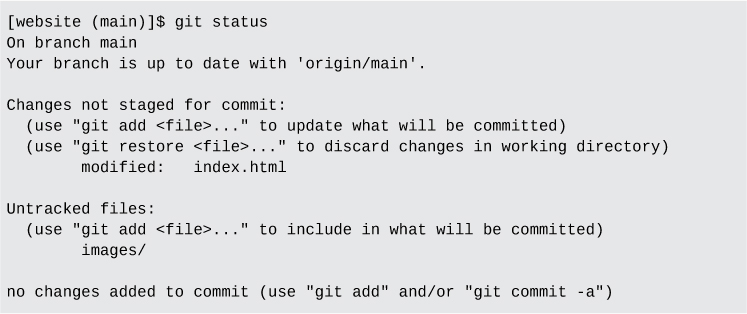 [website (main)]$ git status
On branch main
Your branch is up to date with 'origin/main'.

Changes not staged for commit:
  (use "git add <file>..." to update what will be committed)
  (use "git restore <file>..." to discard changes in working directory)
        modified:   index.html

Untracked files:
  (use "git add <file>..." to include in what will be committed)
        images/

no changes added to commit (use "git add" and/or "git commit -a")